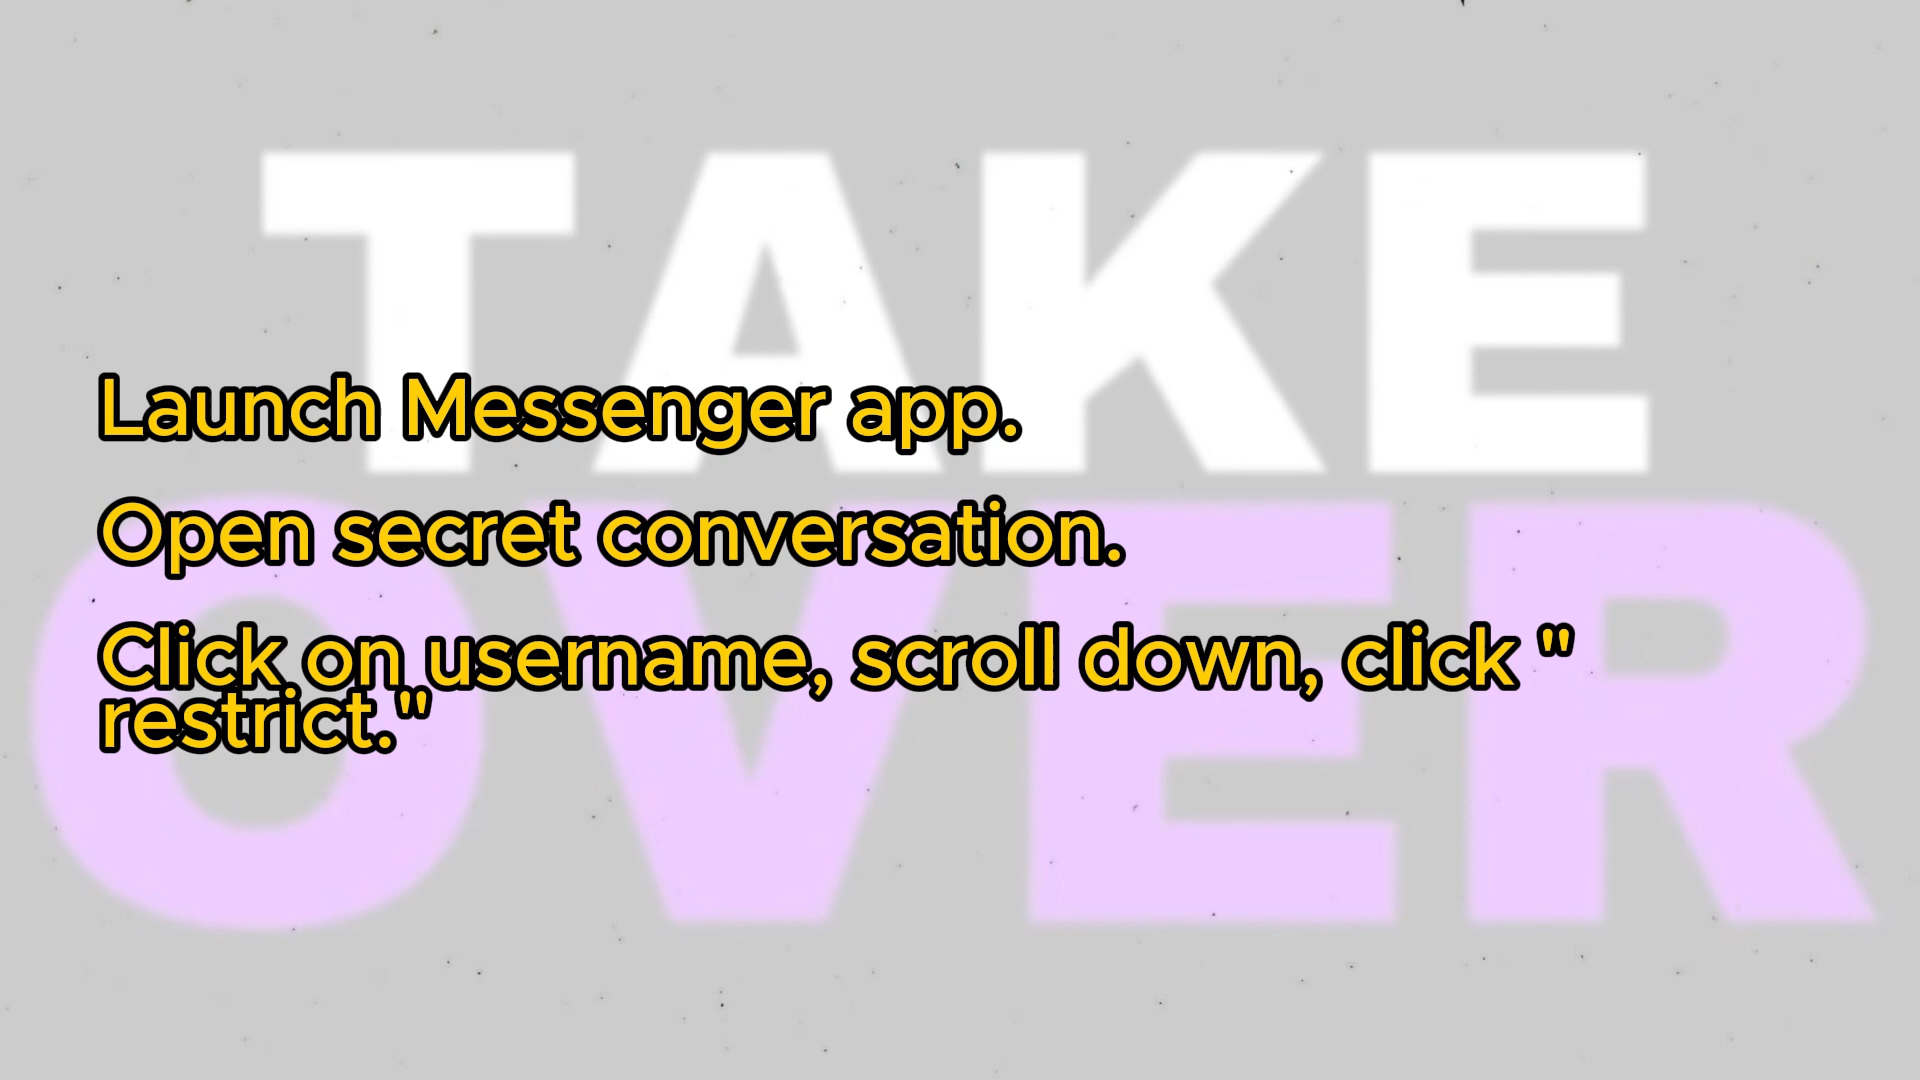 TAKE
OVER
Launch Messenger app.
Open secret conversation.
Click on username, scroll down, click "
restrict."